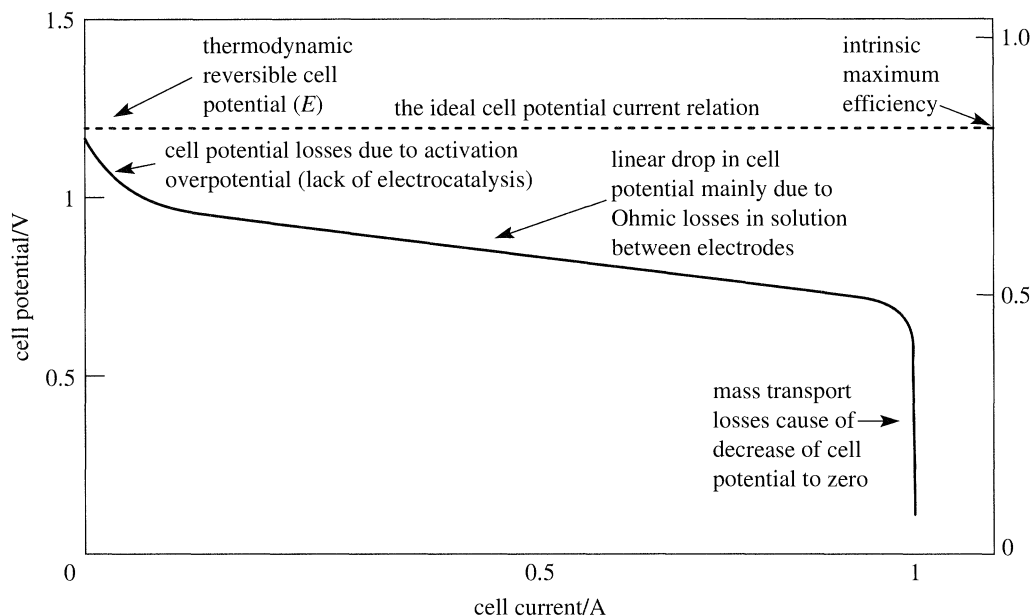 1.5
thermodynamic
reversible cell
potential (E)
intrinsic
maximum
efficiency
1.0
the ideal cell potential current relation
cell potential losses due to activation
overpotential (lack of electrocatalysis)
linear drop in cell
potential mainly due to
Ohmic losses in solution
between electrodes
1
cell potential/V
0.5
0.5
mass transport
losses cause of
decrease of cell
potential to zero
0
0
0.5
1
cell current/A